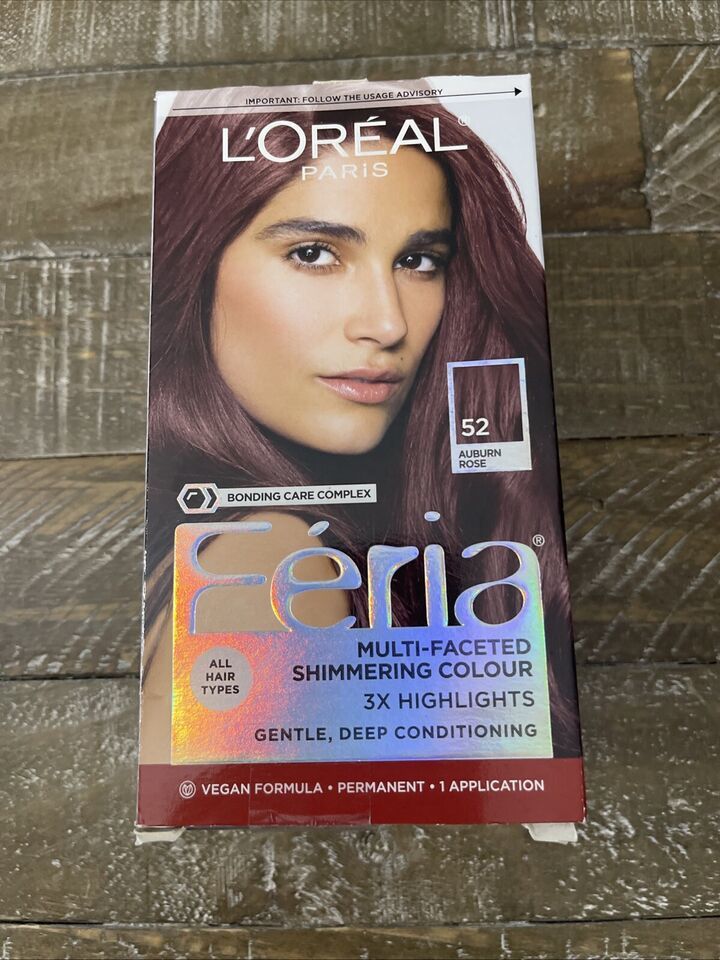 IMPORTANT: FOLLOW THE USAGE ADVISORY
L'ORÉAL®
PARIS
52
AUBURN
ROSE
BONDING CARE COMPLEX
Féria®
MULTI-FACETED
SHIMMERING COLOUR
3X HIGHLIGHTS
GENTLE, DEEP CONDITIONING
ALL
HAIR
TYPES
VEGAN FORMULA • PERMANENT • 1 APPLICATION